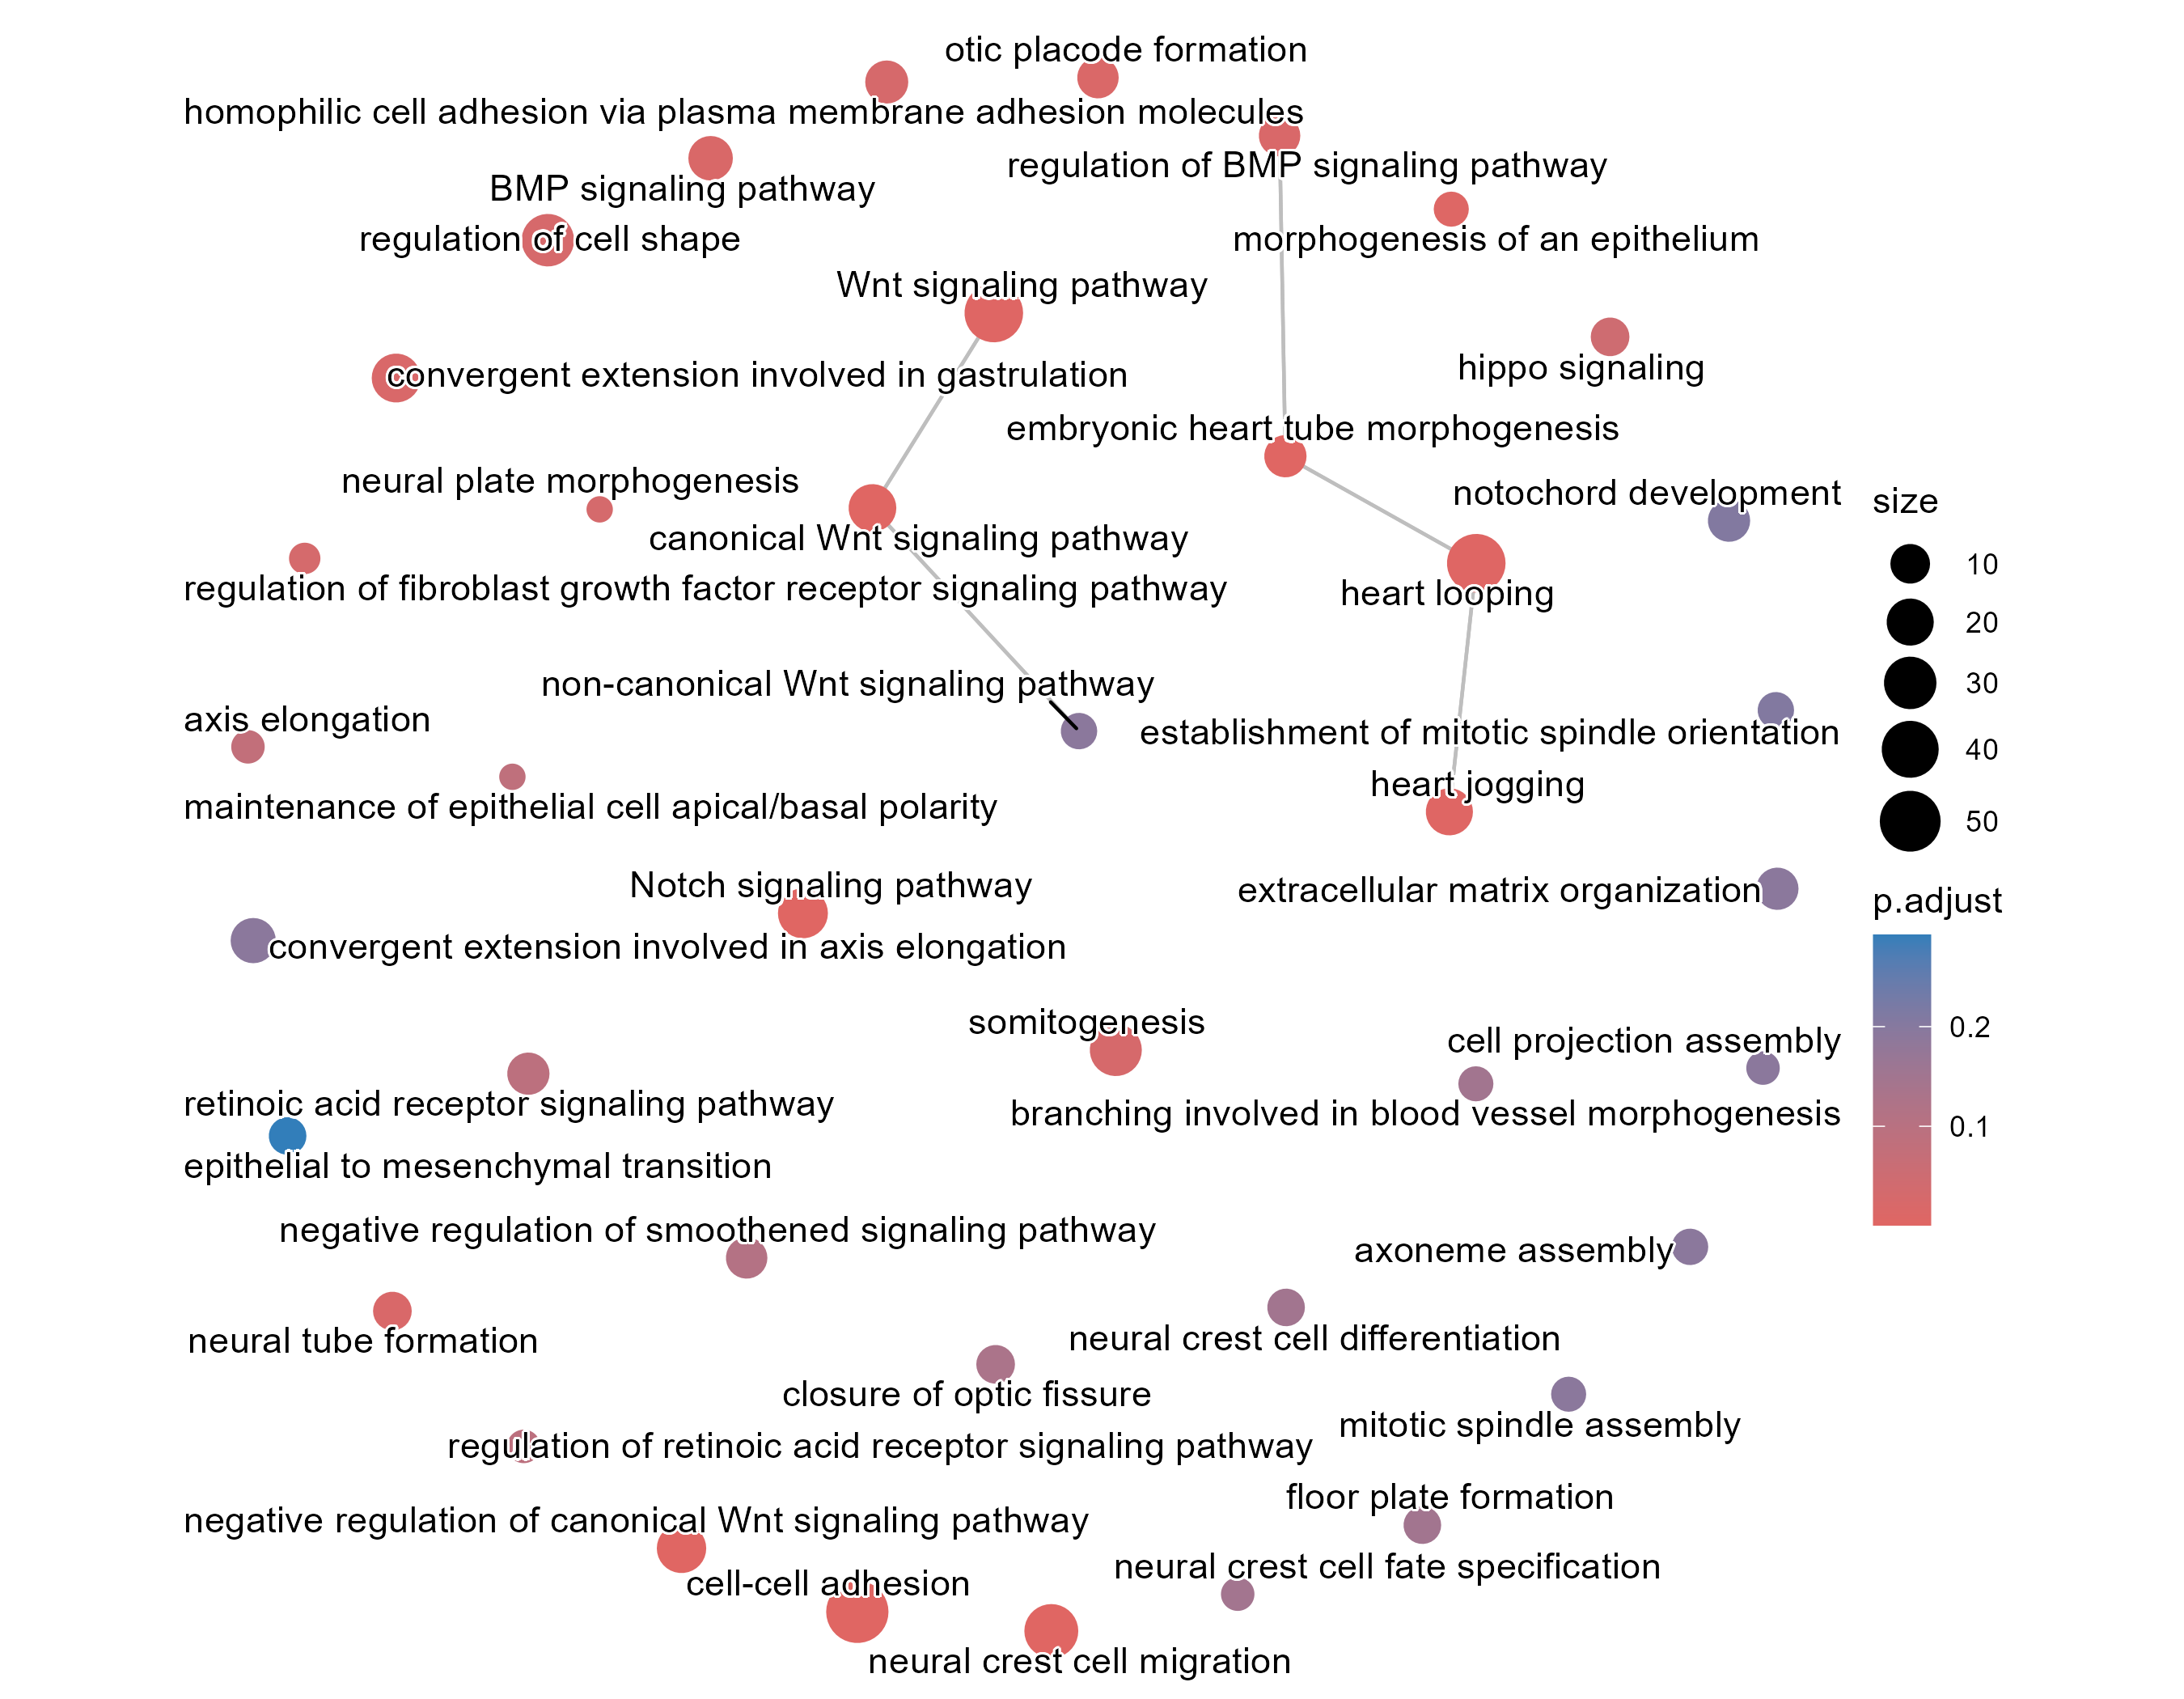 otic placode formation
homophilic cell adhesion via plasma membrane adhesion molecules
regulation of BMP signaling pathway
BMP signaling pathway
regulation of cell shape
morphogenesis of an epithelium
Wnt signaling pathway
hippo signaling
convergent extension involved in gastrulation
embryonic heart tube morphogenesis
neural plate morphogenesis
notochord development
size
canonical Wnt signaling pathway
10
regulation of fibroblast growth factor receptor signaling pathway
heart looping
20
non-canonical Wnt signaling pathway
30
axis elongation
establishment of mitotic spindle orientation
40
heart jogging
maintenance of epithelial cell apical/basal polarity
50
Notch signaling pathway
extracellular matrix organization
p.adjust
convergent extension involved in axis elongation
somitogenesis
0.2
cell projection assembly
retinoic acid receptor signaling pathway
branching involved in blood vessel morphogenesis
0.1
epithelial to mesenchymal transition
negative regulation of smoothened signaling pathway
axoneme assembly
neural tube formation
neural crest cell differentiation
closure of optic fissure
mitotic spindle assembly
regulation of retinoic acid receptor signaling pathway
floor plate formation
negative regulation of canonical Wnt signaling pathway
neural crest cell fate specification
cell-cell adhesion
neural crest cell migration